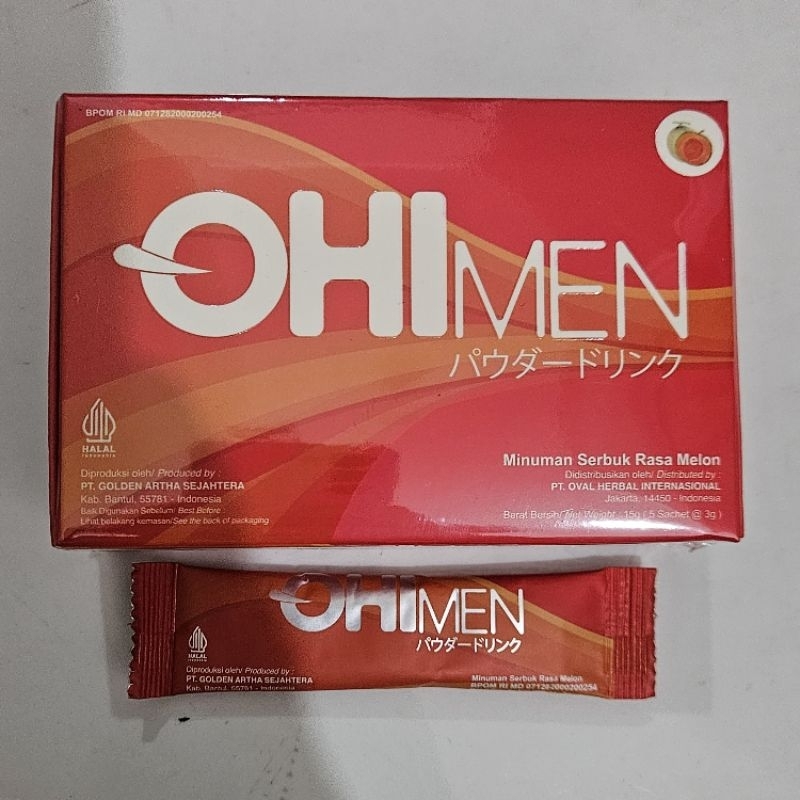 BPOM RI MD 071282000200254
OHIMEN
パウダードリンク
HALAL
INDONESIA
Diproduksi oleh/ Produced by :
PT. GOLDEN ARTHA SEJAHTERA
Kab. Bantul, 55781 - Indonesia
Baik Digunakan Sebelum/ Best Before :
Lihat belakang kemasan/See the back of packaging
Minuman Serbuk Rasa Melon
Didistribusikan oleh/ Distributed by :
PT. OVAL HERBAL INTERNASIONAL
Jakarta, 14450 - Indonesia
Berat Bersih/ Net Weight : 15g ( 5 Sachet @ 3g )
OHIMEN
パウダードリンク
HALAL
Diproduksi oleh/ Produced by :
PT. GOLDEN ARTHA SEJAHTERA
Kab. Bantul, 55781 - Indonesia
Minuman Serbuk Rasa Melon
BPOM RI MD 071282000200254